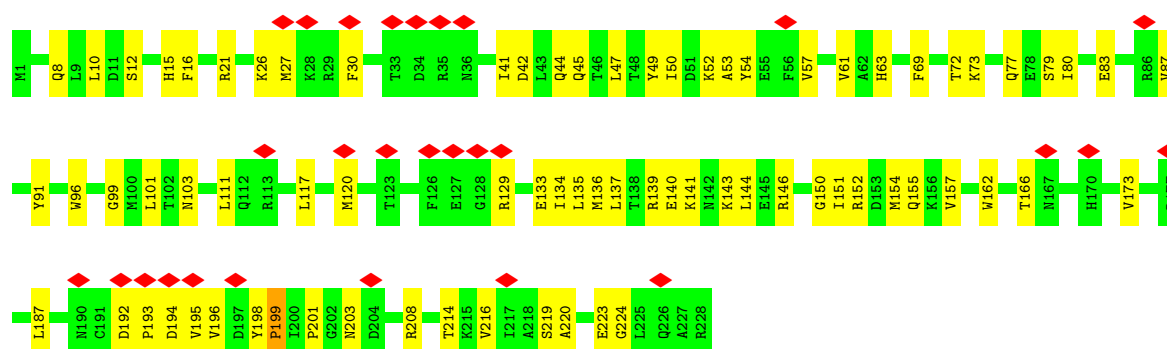 M1 Q8 L9 L10 D11 S12 H15 F16 R21 K26 M27 K28 R29 F30 T33 D34 R35 N36 I41 D42 L43 Q44 Q45 T46 L47 T48 Y49 I50 D51 K52 A53 Y54 E55 F56 V57 V61 A62 H63 F69 T72 K73 Q77 E78 S79 I80 E83 R86 V87
Y91 W96 G99 M100 L101 T102 N103 L111 Q112 R113 L117 M120 T123 F126 E127 G128 R129 E133 I134 L135 M136 L137 T138 R139 E140 K141 N142 K143 L144 E145 R146 G150 I151 R152 D153 M154 Q155 K156 V157 W162 T166 N167 H170 V173
L187 N190 C191 D192 P193 D194 V195 V196 D197 Y198 P199 I200 P201 G202 N203 D204 R208 T214 K215 V216 I217 A218 S219 A220 E223 G224 L225 Q226 A227 R228